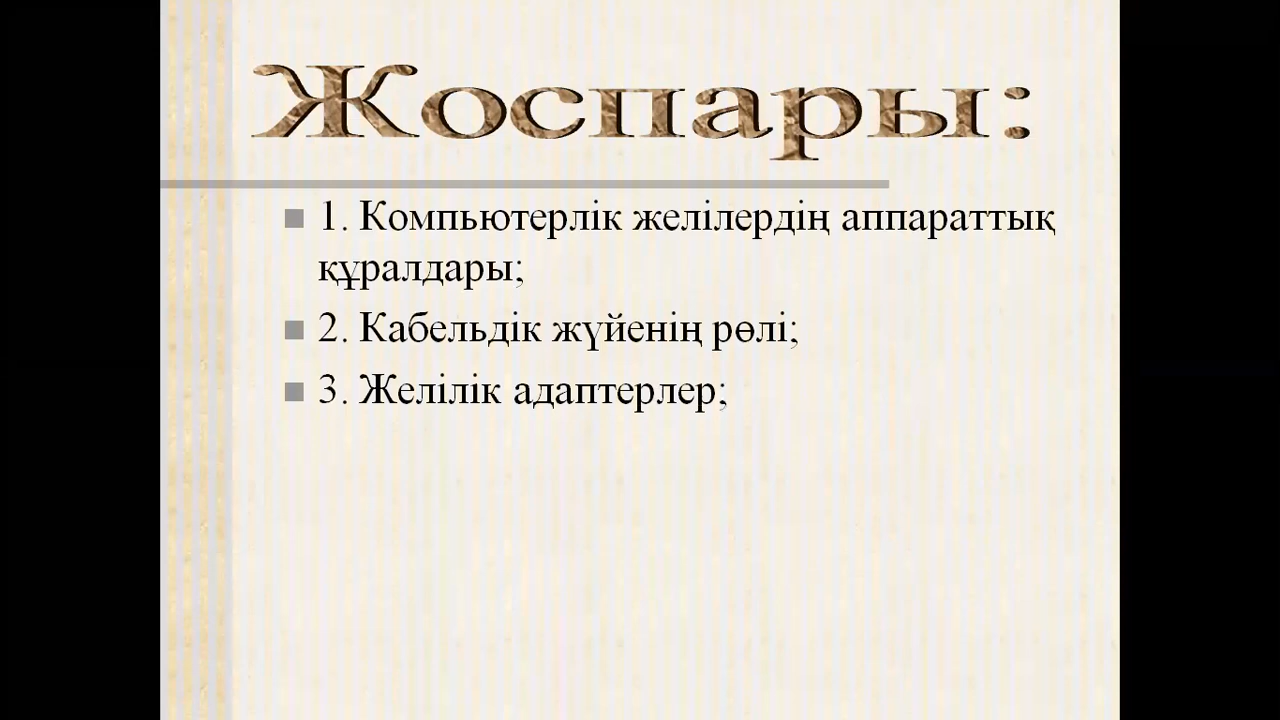 Жоспары:
1. Компьютерлік желілердің аппараттық
құралдары;
2. Кабельдік жүйенің рөлі;
3. Желілік адаптерлер;